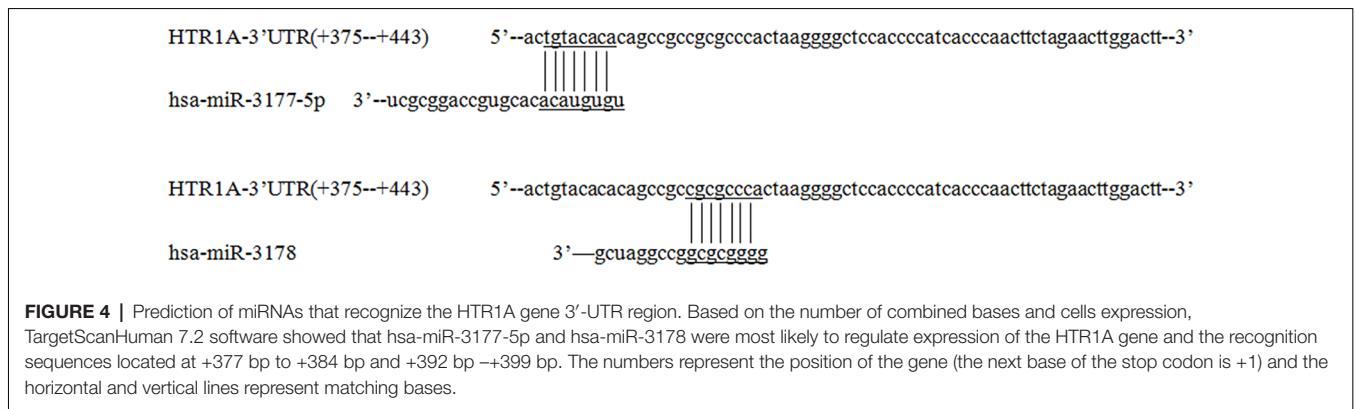 HTR1A-3’UTR(+375--+443) 5’--actgtacacacagccgccgcgcccactaaggggctccaccccatcacccaacttctagaacttggactt--3’
hsa-miR-3177-5p 3’--ucgcggaccgugcacacaugugu
HTR1A-3’UTR(+375--+443) 5’--actgtacacacagccgccgcgcccactaaggggctccaccccatcacccaacttctagaacttggactt--3’
hsa-miR-3178 3’—gcuaggccggcgcgggg
FIGURE 4 | Prediction of miRNAs that recognize the HTR1A gene 3′-UTR region. Based on the number of combined bases and cells expression,
TargetScanHuman 7.2 software showed that hsa-miR-3177-5p and hsa-miR-3178 were most likely to regulate expression of the HTR1A gene and the recognition
sequences located at +377 bp to +384 bp and +392 bp –+399 bp. The numbers represent the position of the gene (the next base of the stop codon is +1) and the
horizontal and vertical lines represent matching bases.